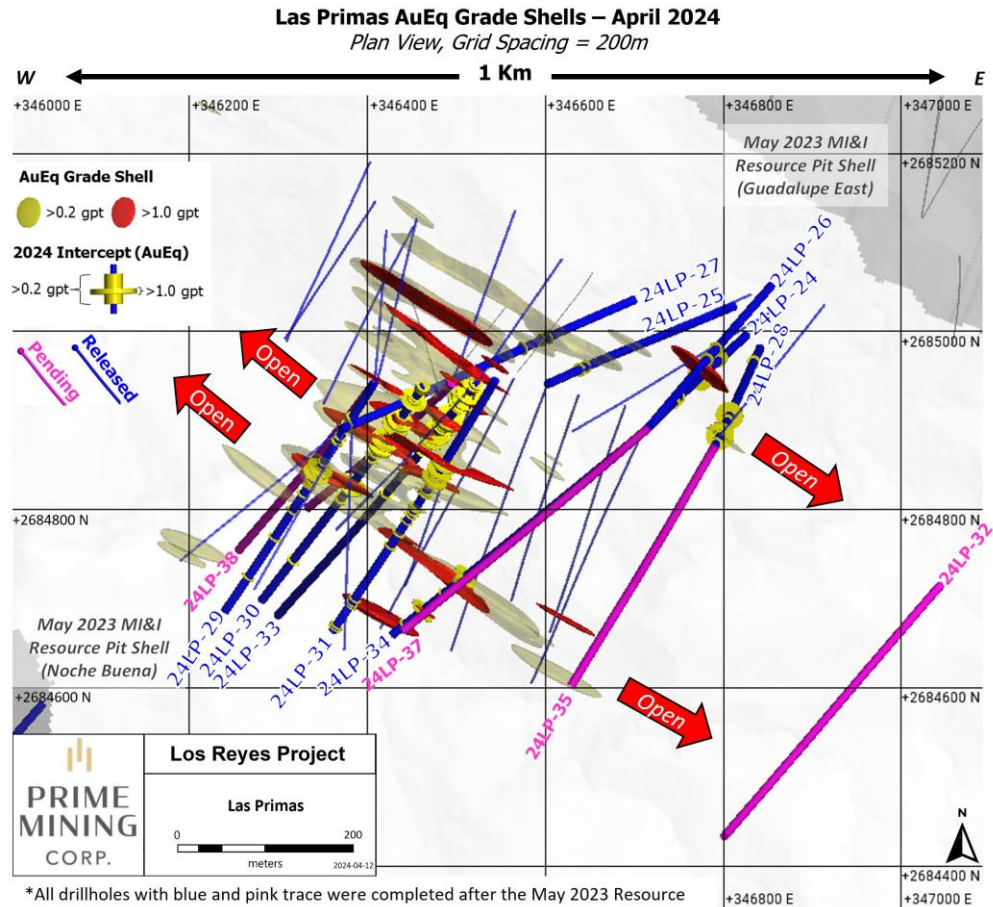 Las Primas AuEq Grade Shells – April 2024
Plan View, Grid Spacing = 200m
W
1 Km
E
+346000 E
+346200 E
+346400 E
+346600 E
+346800 E
+347000 E
May 2023 MI&I
Resource Pit Shell
(Guadalupe East)
+2685200 N
AuEq Grade Shell
>0.2 gpt
>1.0 gpt
2024 Intercept (AuEq)
>0.2 gpt
>1.0 gpt
Pending
Released
24LP-26
24LP-27
24LP-25
24LP-24
24LP-28
+2685000 N
Open
Open
Open
+2684800 N
+2684800 N
24LP-32
24LP-38
24LP-29
24LP-30
24LP-33
24LP-31
24LP-34
24LP-37
24LP-35
May 2023 MI&I
Resource Pit Shell
(Noche Buena)
+2684600 N
+2684600 N
Open
PRIME
MINING
CORP.
Los Reyes Project
Las Primas
0
200
meters
2024-04-12
N
+2684400 N
+346800 E
+347000 E
*All drillholes with blue and pink trace were completed after the May 2023 Resource